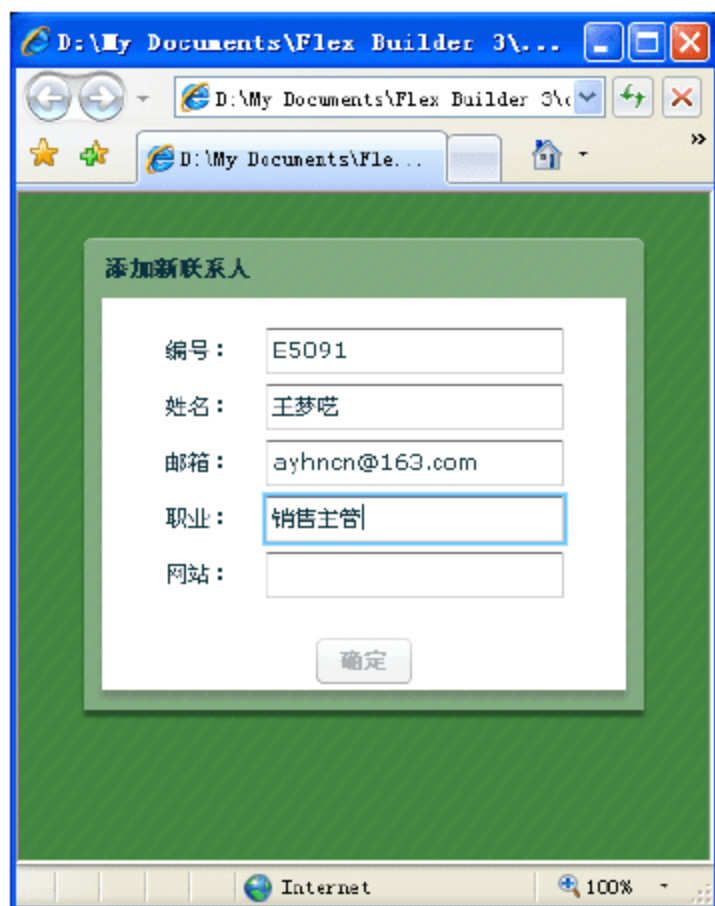 D:\My Documents\Flex Builder 3\...
D:\My Documents\Flex Builder 3\
D:\My Documents\Fle...
»
添加新联系人
编号：
E5091
姓名：
王梦呓
邮箱：
ayhncn@163.com
职业：
销售主管
网站：
确定
Internet
100%